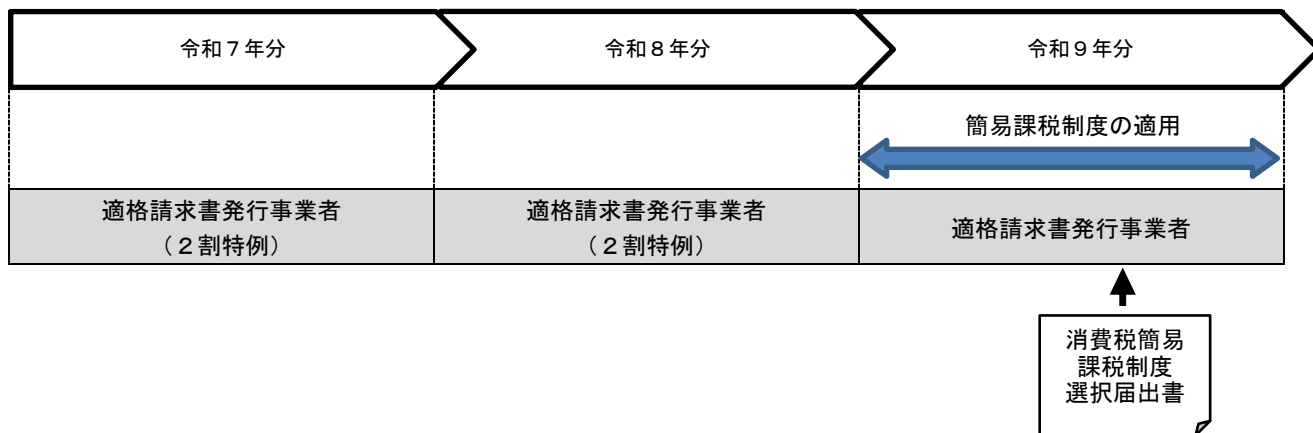 令和７年分
令和８年分
令和９年分
簡易課税制度の適用
適格請求書発行事業者
（２割特例）
適格請求書発行事業者
（２割特例）
適格請求書発行事業者
消費税簡易
課税制度
選択届出書